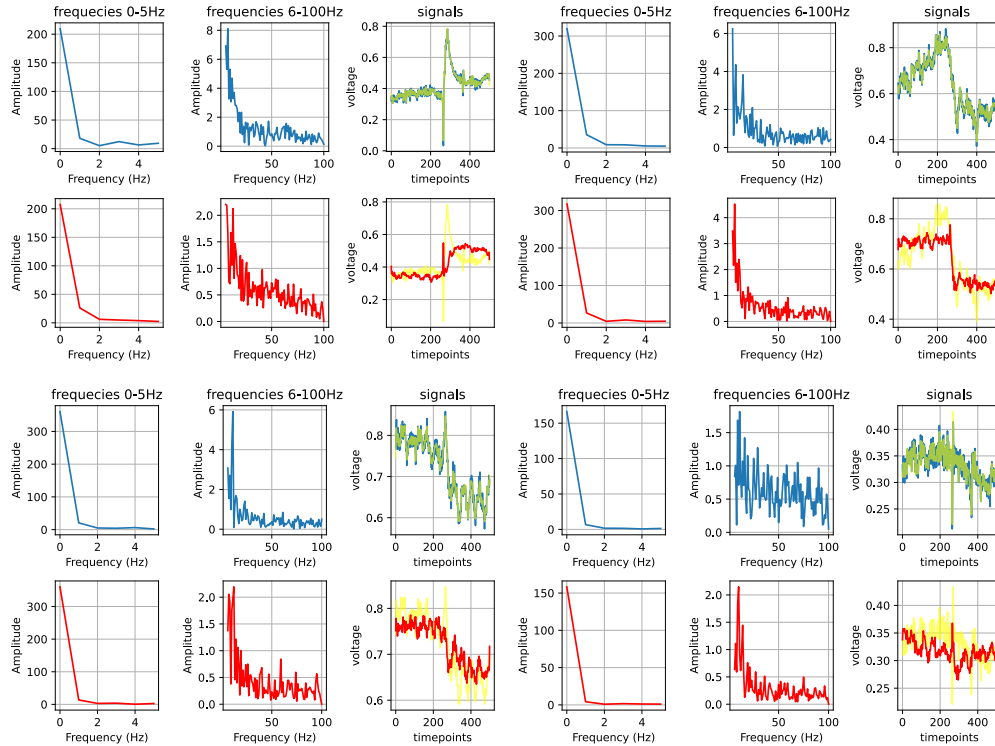 frequecies 0-5Hz frequencies 6-100Hz signals frequecies 0-5Hz frequencies 6-100Hz signals
Amplitude 200 150 100 50 0 0 2 4 Frequency (Hz)
Amplitude 8 6 4 2 0 50 100 Frequency (Hz)
voltage 0.8 0.6 0.4 0.2 0.0 0 200 400 timepoints
Amplitude 300 200 100 0 0 2 4 Frequency (Hz)
Amplitude 6 4 2 0 50 100 Frequency (Hz)
voltage 0.8 0.6 0.4 0 200 400 timepoints
Amplitude 200 150 100 50 0 0 2 4 Frequency (Hz)
Amplitude 2.0 1.5 1.0 0.5 0.0 50 100 Frequency (Hz)
voltage 0.8 0.6 0.4 0.2 0 200 400 timepoints
Amplitude 300 200 100 0 0 2 4 Frequency (Hz)
Amplitude 4 3 2 1 0 50 100 Frequency (Hz)
voltage 0.8 0.6 0.4 0 200 400 timepoints
frequecies 0-5Hz frequencies 6-100Hz signals frequecies 0-5Hz frequencies 6-100Hz signals
Amplitude 300 200 100 0 0 2 4 Frequency (Hz)
Amplitude 6 4 2 0 50 100 Frequency (Hz)
voltage 0.8 0.7 0.6 0 200 400 timepoints
Amplitude 150 100 50 0 0 2 4 Frequency (Hz)
Amplitude 1.5 1.0 0.5 0.0 50 100 Frequency (Hz)
voltage 0.40 0.35 0.30 0.25 0 200 400 timepoints
Amplitude 300 200 100 0 0 2 4 Frequency (Hz)
Amplitude 2.0 1.5 1.0 0.5 0.0 50 100 Frequency (Hz)
voltage 0.8 0.7 0.6 0 200 400 timepoints
Amplitude 150 100 50 0 0 2 4 Frequency (Hz)
Amplitude 2.0 1.5 1.0 0.5 0.0 50 100 Frequency (Hz)
voltage 0.40 0.35 0.30 0.25 0 200 400 timepoints